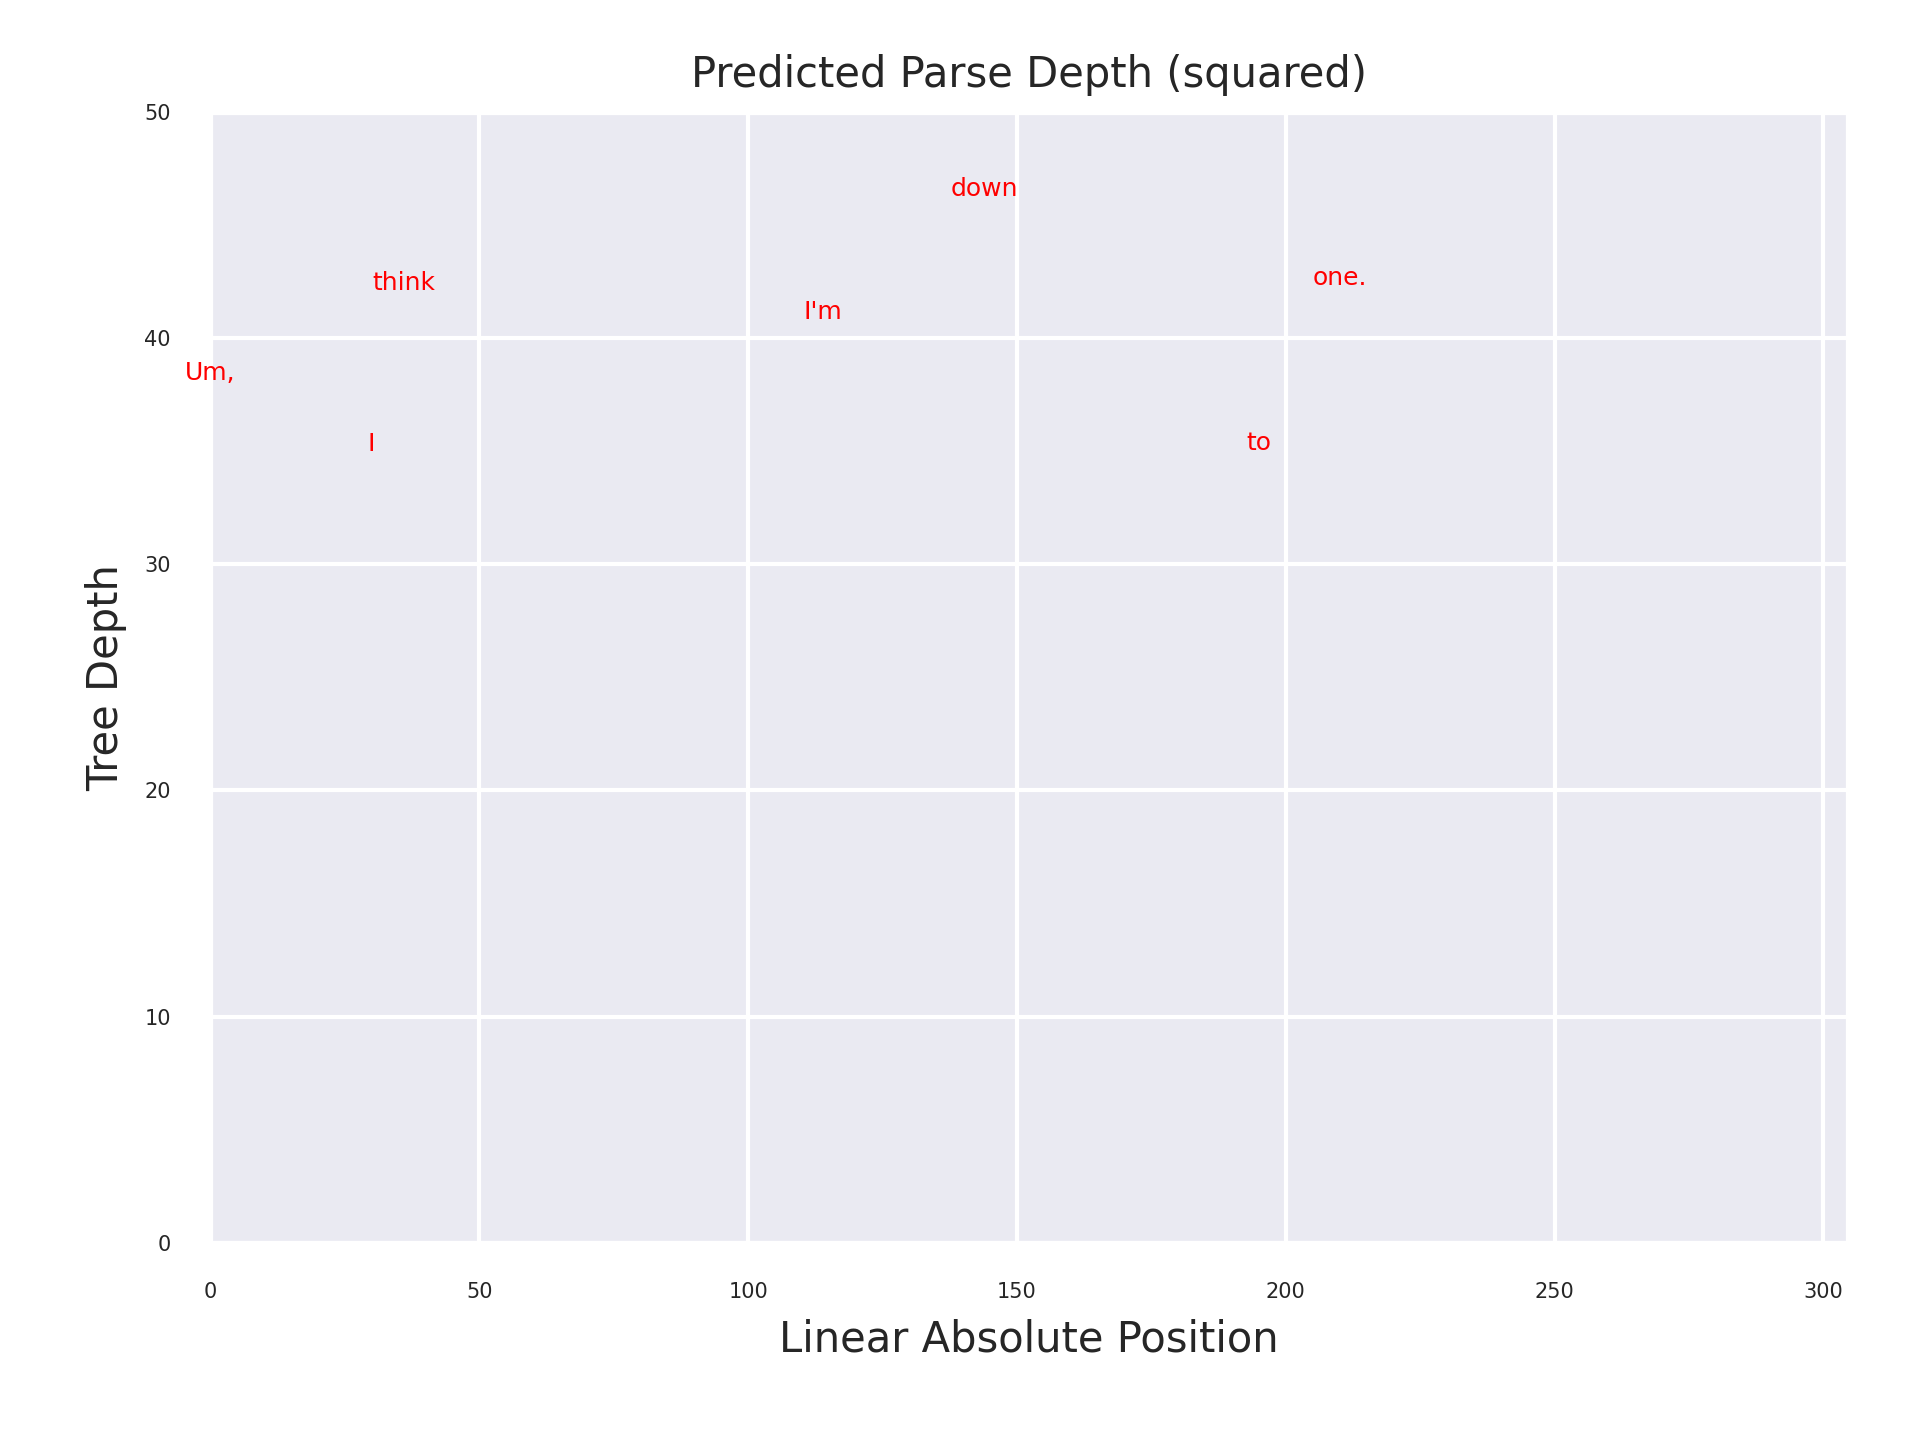 Predicted Parse Depth (squared)
50
down
think
one.
I'm
40
Um,
I
to
30
Tree Depth
20
10
0
0 50 100 150 200 250 300
Linear Absolute Position